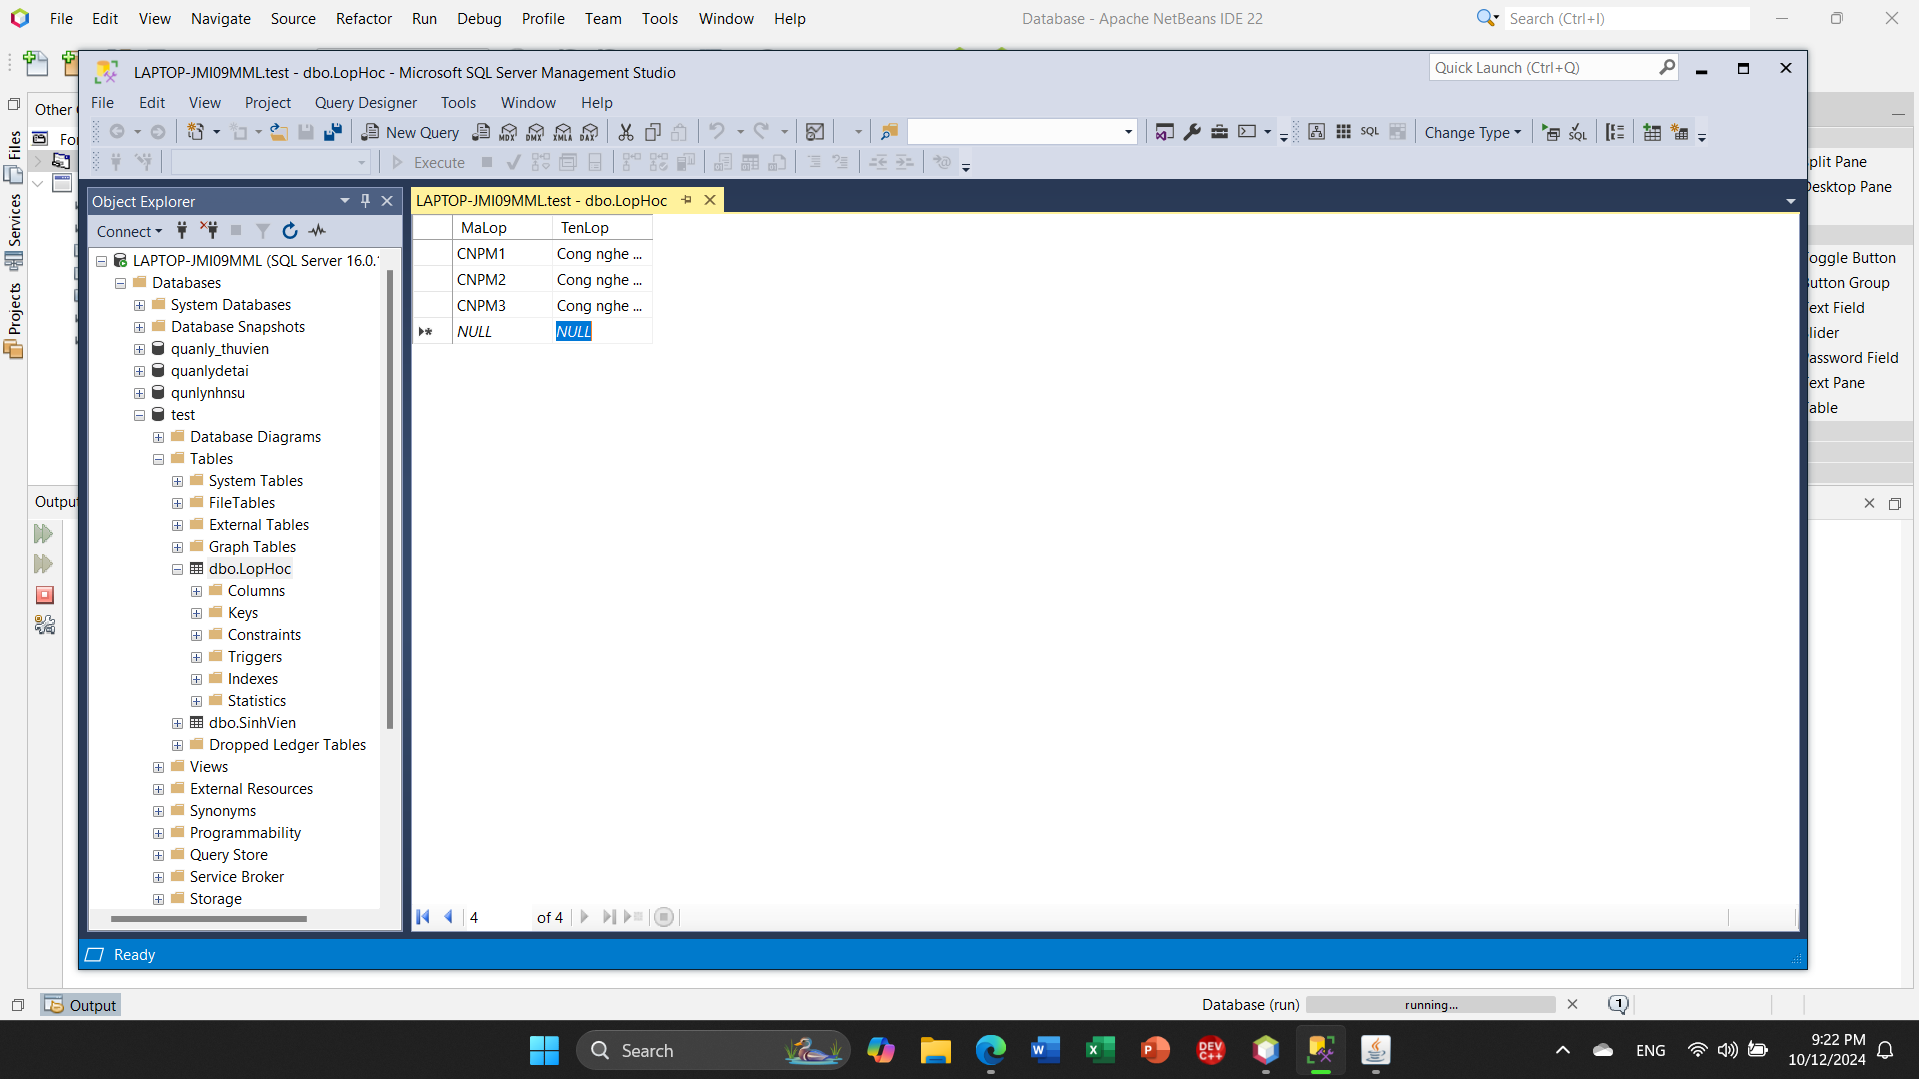 File Edit View Navigate Source Refactor Run Debug Profile Team Tools Window Help
Database - Apache NetBeans IDE 22
Search (Ctrl+I)
LAPTOP-JMI09MML.test - dbo.LopHoc - Microsoft SQL Server Management Studio
Quick Launch (Ctrl+Q)
File Edit View Project Query Designer Tools Window Help
New Query
MDX DMX XMLA DAX
SQL
Change Type
SQL
Execute
Other
Files
Services
Projects
Object Explorer
Connect
LAPTOP-JMI09MML (SQL Server 16.0.
Databases
System Databases
Database Snapshots
quanly_thuvien
quanlydetai
qunlynhnsu
test
Database Diagrams
Tables
System Tables
FileTables
External Tables
Graph Tables
dbo.LopHoc
Columns
Keys
Constraints
Triggers
Indexes
Statistics
dbo.SinhVien
Dropped Ledger Tables
Views
External Resources
Synonyms
Programmability
Query Store
Service Broker
Storage
LAPTOP-JMI09MML.test - dbo.LopHoc
MaLop TenLop
CNPM1 Cong nghe ...
CNPM2 Cong nghe ...
CNPM3 Cong nghe ...
NULL NULL
4 of 4
Ready
plit Pane
Desktop Pane
oggle Button
utton Group
ext Field
lider
assword Field
ext Pane
able
Output
Output
Database (run)
running...
1
Search
DEV C++
ENG
9:22 PM
10/12/2024